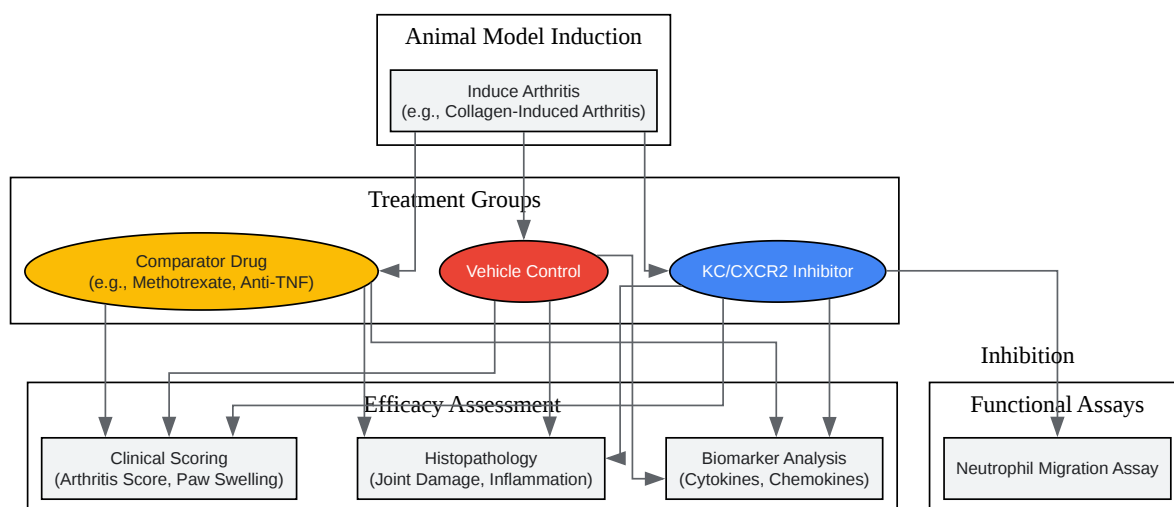 Animal Model Induction
Induce Arthritis
(e.g., Collagen-Induced Arthritis)
Treatment Groups
Comparator Drug
(e.g., Methotrexate, Anti-TNF)
Vehicle Control
KC/CXCR2 Inhibitor
Inhibition
Efficacy Assessment
Functional Assays
Clinical Scoring
(Arthritis Score, Paw Swelling)
Histopathology
(Joint Damage, Inflammation)
Biomarker Analysis
(Cytokines, Chemokines)
Neutrophil Migration Assay